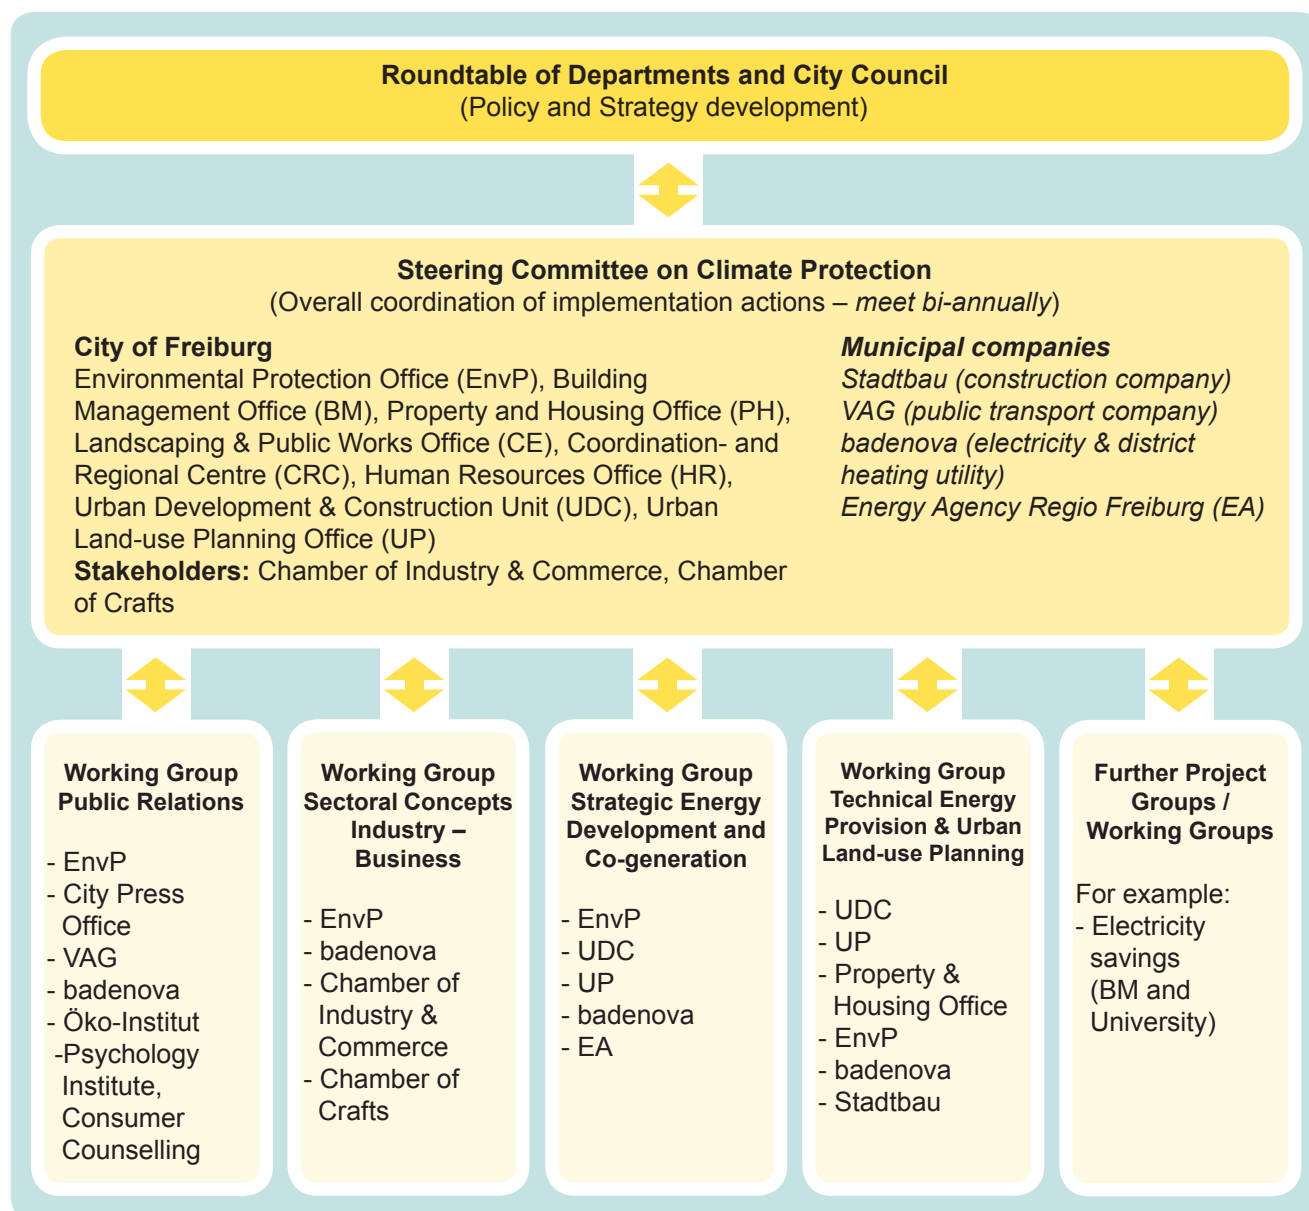 Roundtable of Departments and City Council
(Policy and Strategy development)
Steering Committee on Climate Protection
(Overall coordination of implementation actions – meet bi-annually)
City of Freiburg
Environmental Protection Office (EnvP), Building
Management Office (BM), Property and Housing Office (PH),
Landscaping & Public Works Office (CE), Coordination- and
Regional Centre (CRC), Human Resources Office (HR),
Urban Development & Construction Unit (UDC), Urban
Land-use Planning Office (UP)
Stakeholders: Chamber of Industry & Commerce, Chamber
of Crafts
Municipal companies
Stadtbau (construction company)
VAG (public transport company)
badenova (electricity & district
heating utility)
Energy Agency Regio Freiburg (EA)
Working Group
Public Relations
- EnvP
- City Press
Office
- VAG
- badenova
- Öko-Institut
-Psychology
Institute,
Consumer
Counselling
Working Group
Sectoral Concepts
Industry –
Business
- EnvP
- badenova
- Chamber of
Industry &
Commerce
- Chamber of
Crafts
Working Group
Strategic Energy
Development and
Co-generation
- EnvP
- UDC
- UP
- badenova
- EA
Working Group
Technical Energy
Provision & Urban
Land-use Planning
- UDC
- UP
- Property &
Housing Office
- EnvP
- badenova
- Stadtbau
Further Project
Groups /
Working Groups
For example:
- Electricity
savings
(BM and
University)